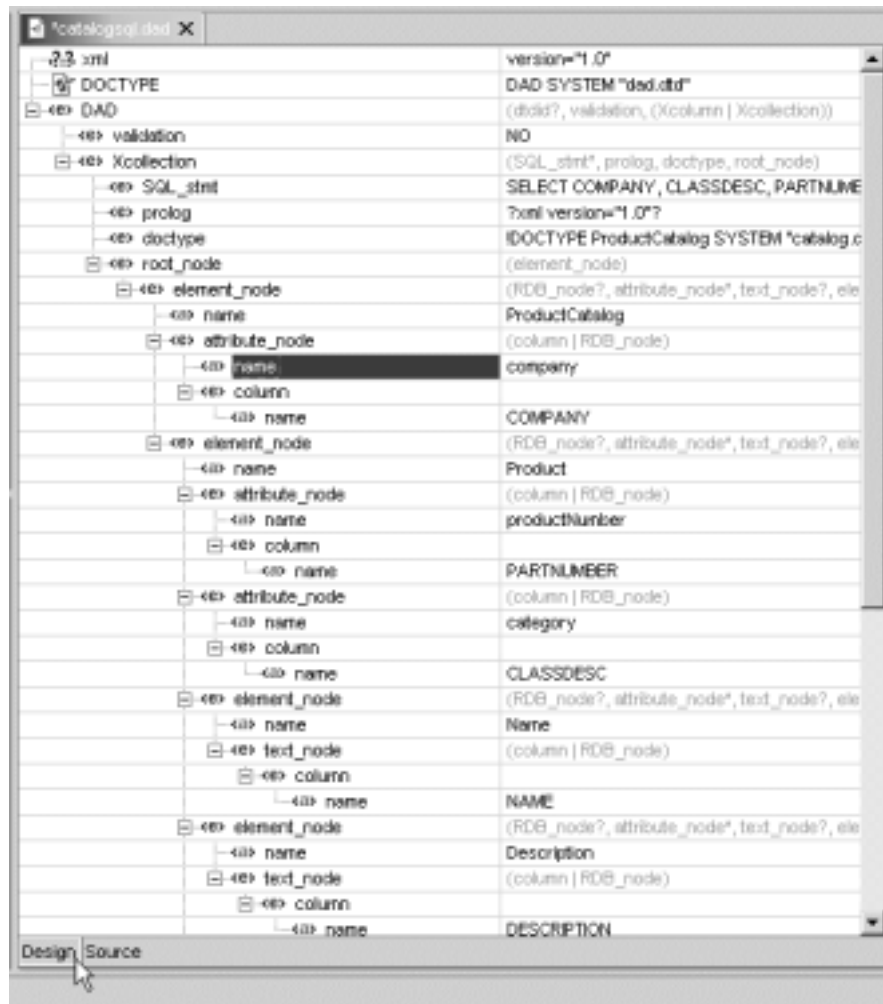 *catalogsql.dad X
?-? xml version="1.0"
DOCTYPE DAD SYSTEM "dad.dtd"
DAD (dtdid?, validation, (Xcolumn | Xcollection))
validation NO
Xcollection (SQL_stmt*, prolog, doctype, root_node)
SQL_stmt SELECT COMPANY, CLASSDESC, PARTNUME
prolog ?xml version="1.0"?
doctype !DOCTYPE ProductCatalog SYSTEM "catalog.c
root_node (element_node)
element_node (RDB_node?, attribute_node*, text_node?, ele
name ProductCatalog
attribute_node (column | RDB_node)
name company
column
name COMPANY
element_node (RDB_node?, attribute_node*, text_node?, ele
name Product
attribute_node (column | RDB_node)
name productNumber
column
name PARTNUMBER
attribute_node (column | RDB_node)
name category
column
name CLASSDESC
element_node (RDB_node?, attribute_node*, text_node?, ele
name Name
text_node (column | RDB_node)
column
name NAME
element_node (RDB_node?, attribute_node*, text_node?, ele
name Description
text_node (column | RDB_node)
column
name DESCRIPTION
Design Source